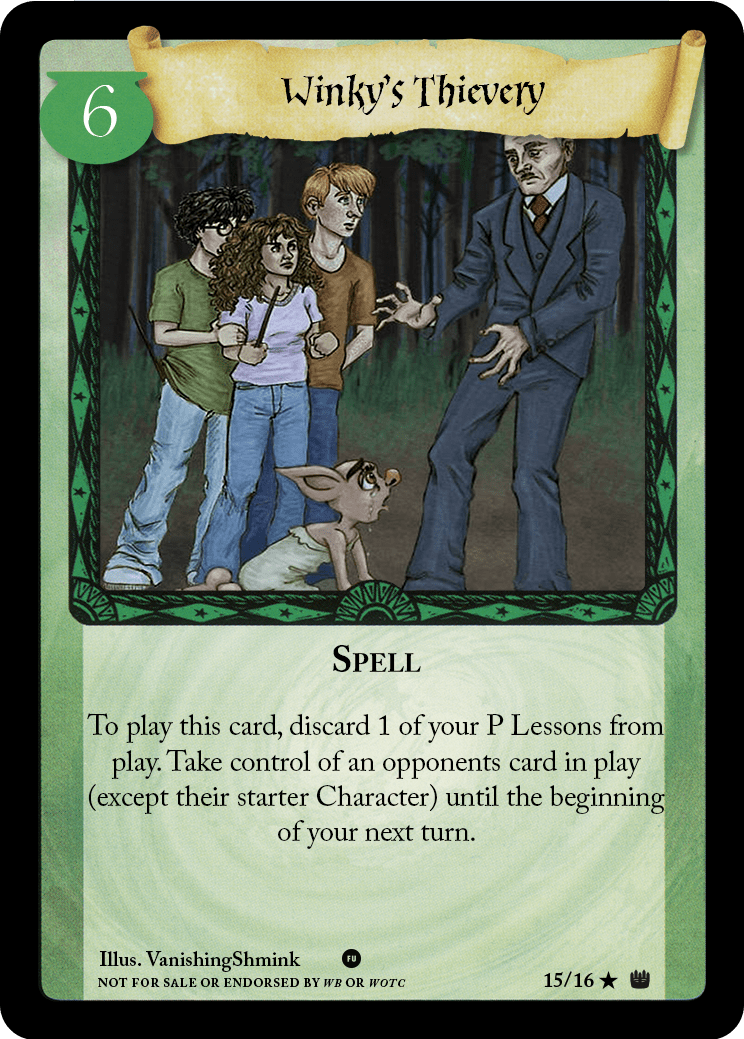 Winky's Thievery
6
SPELL
To play this card, discard 1 of your P Lessons from
play. Take control of an opponents card in play
(except their starter Character) until the beginning
of your next turn.
Illus. VanishingShmink
FU
NOT FOR SALE OR ENDORSED BY WB OR WOTC
15/16 ★